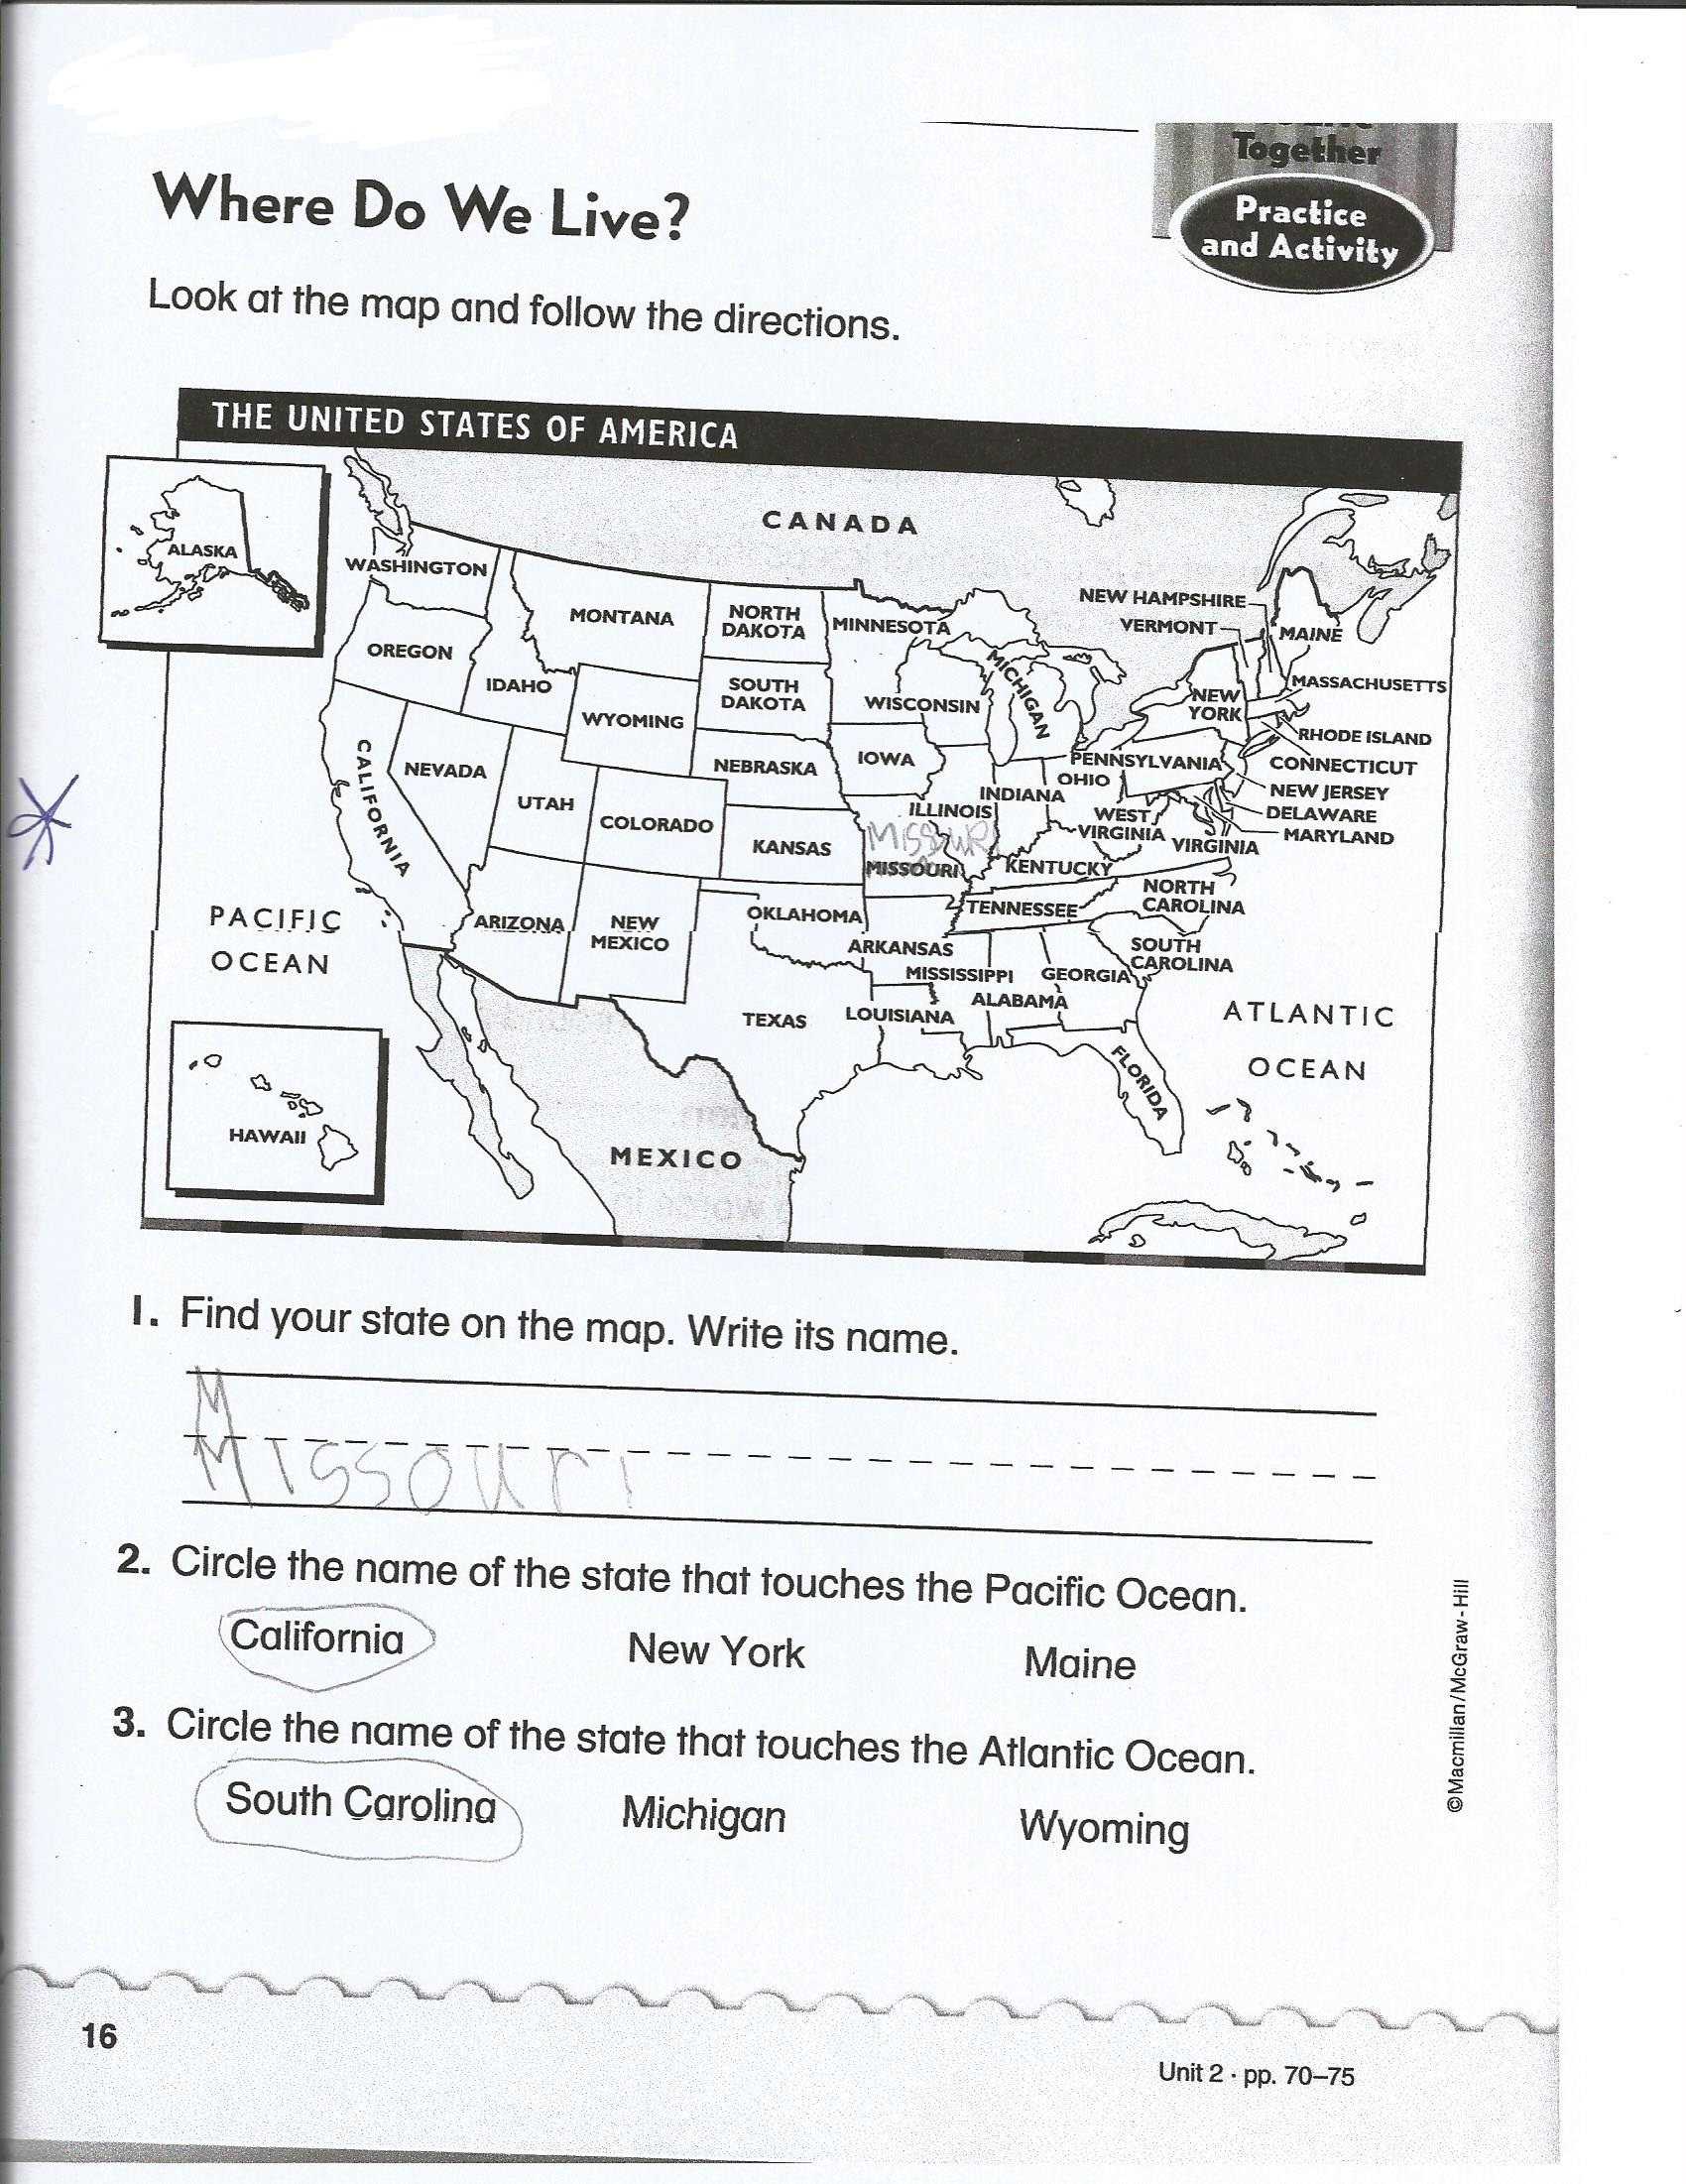 Together
Practice
and Activity
Where Do We Live?
Look at the map and follow the directions.
THE UNITED STATES OF AMERICA
CANADA
ALASKA
WASHINGTON
MONTANA
NORTH
DAKOTA
MINNESOTA
NEW HAMPSHIRE
VERMONT
MAINE
OREGON
IDAHO
SOUTH
DAKOTA
WISCONSIN
MICHIGAN
NEW
YORK
MASSACHUSETTS
WYOMING
RHODE ISLAND
CONNECTICUT
NEW JERSEY
DELAWARE
MARYLAND
CALIFORNIA
NEVADA
NEBRASKA
IOWA
PENNSYLVANIA
OHIO
INDIANA
ILLINOIS
UTAH
COLORADO
KANSAS
Missouri
MISSOURI
WEST
VIRGINIA
VIRGINIA
KENTUCKY
NORTH
CAROLINA
TENNESSEE
PACIFIC
OCEAN
ARIZONA
NEW
MEXICO
OKLAHOMA
ARKANSAS
SOUTH
CAROLINA
MISSISSIPPI
GEORGIA
ALABAMA
TEXAS
LOUISIANA
ATLANTIC
OCEAN
FLORIDA
HAWAII
MEXICO
1. Find your state on the map. Write its name.
M
Missouri
2. Circle the name of the state that touches the Pacific Ocean.
California New York Maine
3. Circle the name of the state that touches the Atlantic Ocean.
South Carolina Michigan Wyoming
©Macmillan/McGraw-Hill
16
Unit 2 · pp. 70–75